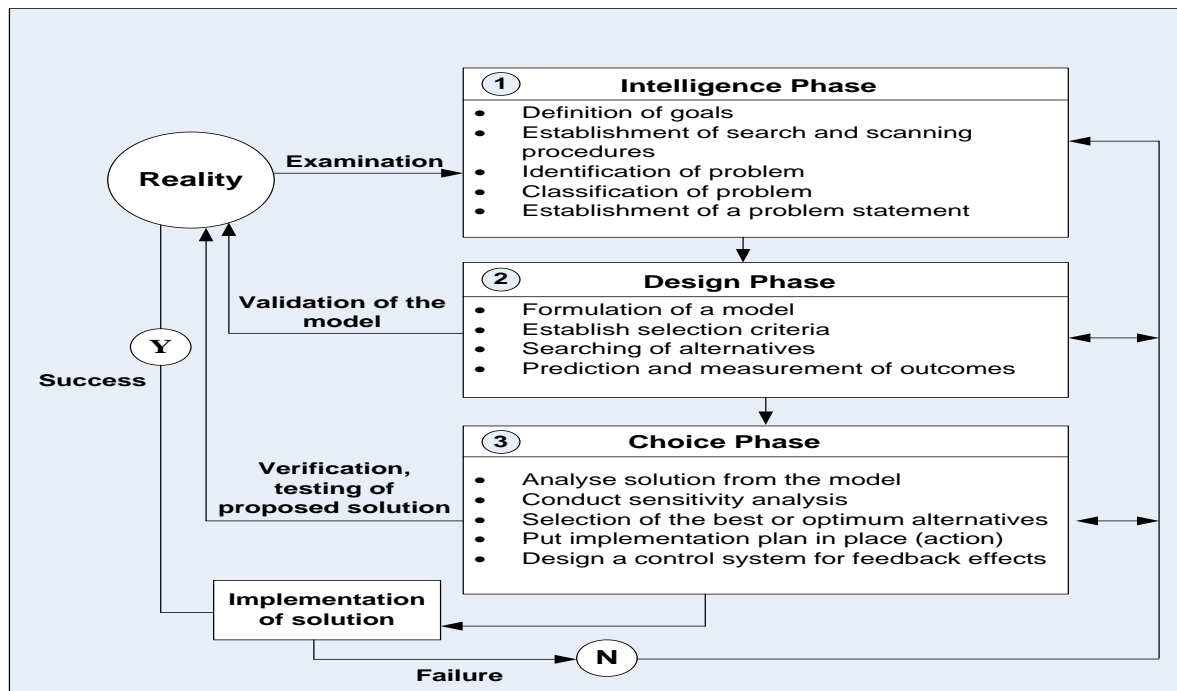 1
Intelligence Phase
• Definition of goals
• Establishment of search and scanning
procedures
• Identification of problem
• Classification of problem
• Establishment of a problem statement
Examination
Reality
2
Design Phase
• Formulation of a model
• Establish selection criteria
• Searching of alternatives
• Prediction and measurement of outcomes
Validation of the
model
Y
Success
3
Choice Phase
• Analyse solution from the model
• Conduct sensitivity analysis
• Selection of the best or optimum alternatives
• Put implementation plan in place (action)
• Design a control system for feedback effects
Verification,
testing of
proposed solution
Implementation
of solution
Failure
N